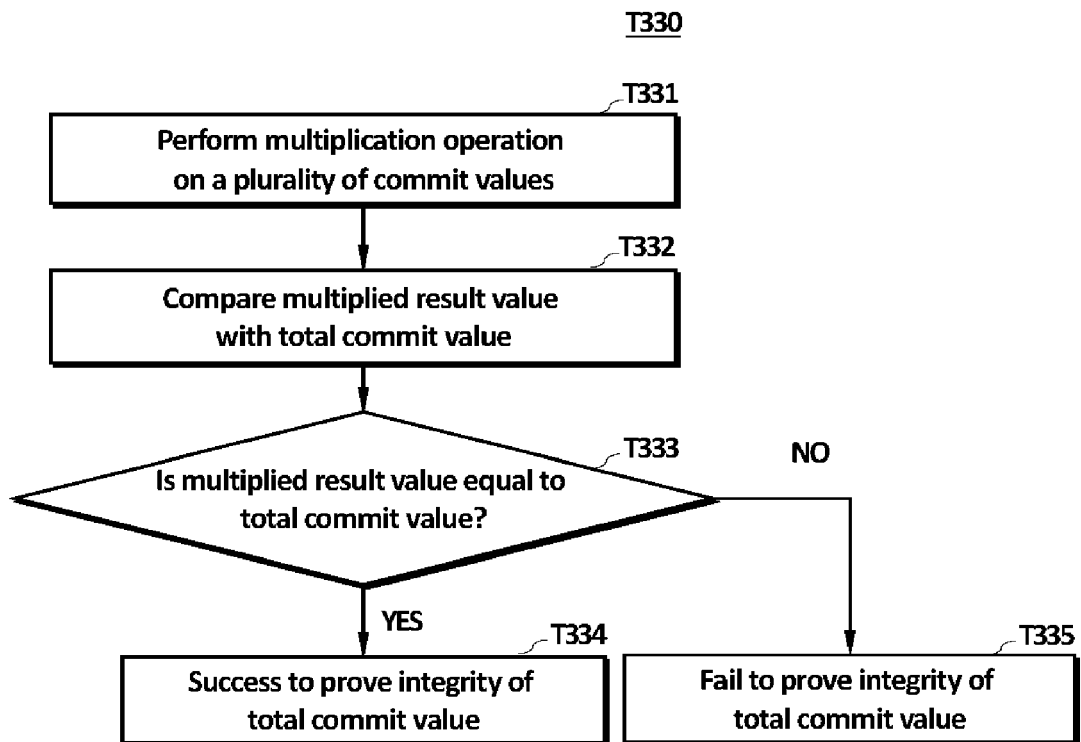 T330
T331
Perform multiplication operation
on a plurality of commit values
T332
Compare multiplied result value
with total commit value
T333
Is multiplied result value equal to
total commit value?
NO
YES
T334
Success to prove integrity of
total commit value
T335
Fail to prove integrity of
total commit value